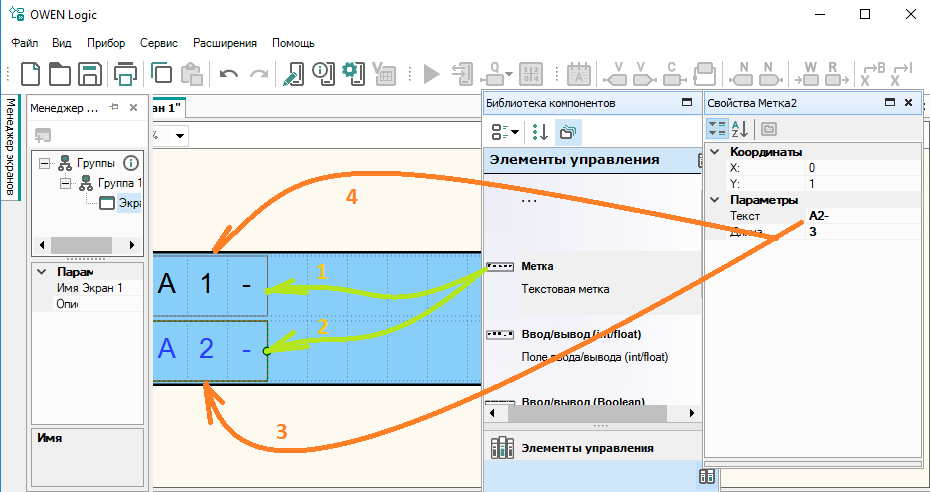 OWEN Logic
Файл Вид Прибор Сервис Расширения Помощь
Менеджер экранов
Менеджер ...
Группы
Группа 1
Экра
Парам
Имя Экран 1
Опис
Имя
ан 1"
%
A 1 -
A 2 -
1
2
3
4
Библиотека компонентов
Элементы управления
...
Метка
Текстовая метка
Ввод/вывод (int/float)
Поле ввода/вывода (int/float)
Ввод/вывод (Boolean)
Элементы управления
Свойства Метка2
Координаты
X: 0
Y: 1
Параметры
Текст A2-
Длина 3